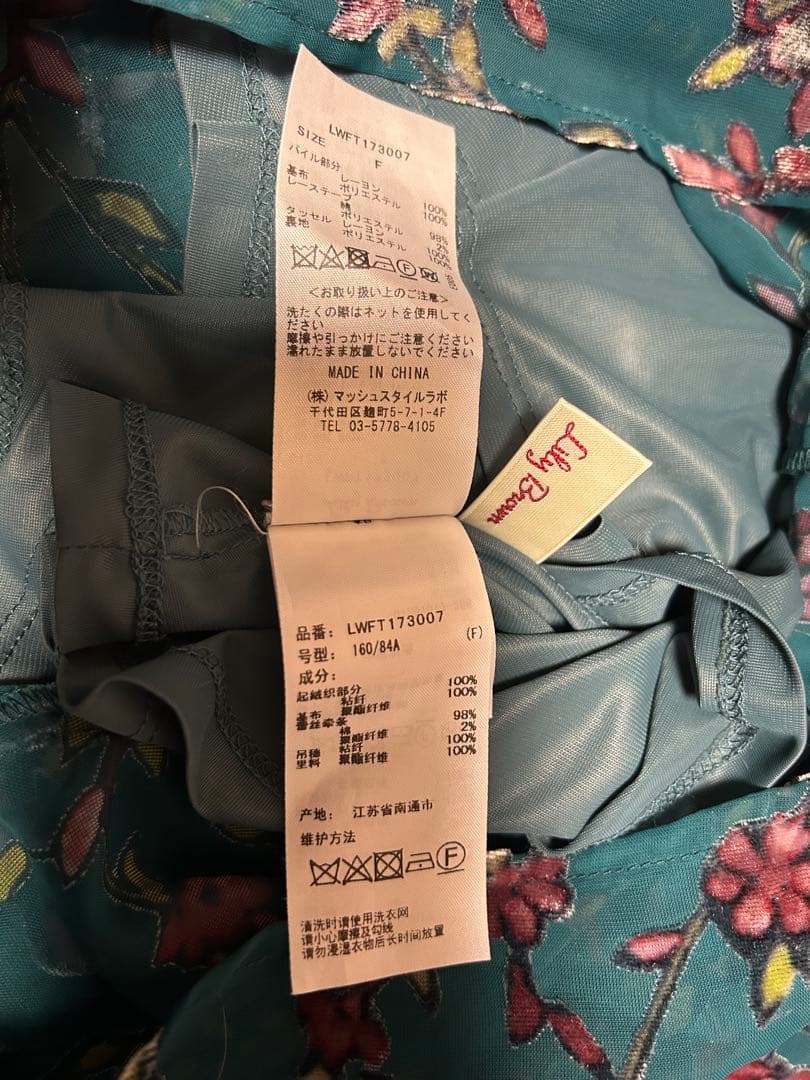 LWFT173007
SIZE F
パイル部分
レーヨン 100%
基布 ポリエステル 100%
レーステープ
綿 98%
ポリエステル 2%
タッセル レーヨン 100%
裏地 ポリエステル 100%
<お取り扱い上のご注意>
洗たくの際はネットを使用してく
ださい
摩擦や引っかけにご注意ください
濡れたまま放置しないでください
MADE IN CHINA
(株)マッシュスタイルラボ
千代田区麹町5-7-1-4F
TEL 03-5778-4105
Lily Brown
品番: LWFT173007
号型: 160/84A (F)
成分:
起绒织部分
粘纤 100%
基布 聚酯纤维 100%
蕾丝牵条
棉 98%
聚酯纤维 2%
吊穗 粘纤 100%
里料 聚酯纤维 100%
产地: 江苏省南通市
维护方法
F
清洗时请使用洗衣网
请小心摩擦及勾线
请勿浸湿衣物后长时间放置